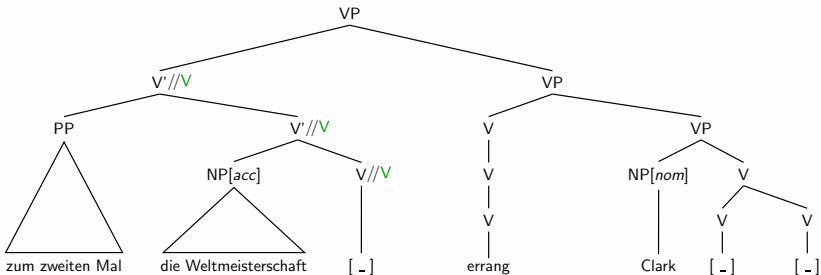 VP
V'//V VP
PP V'//V V VP
NP[acc] V//V V NP[nom] V
V V V
zum zweiten Mal die Weltmeisterschaft [ _ ] errang Clark [ _ ] [ _ ]